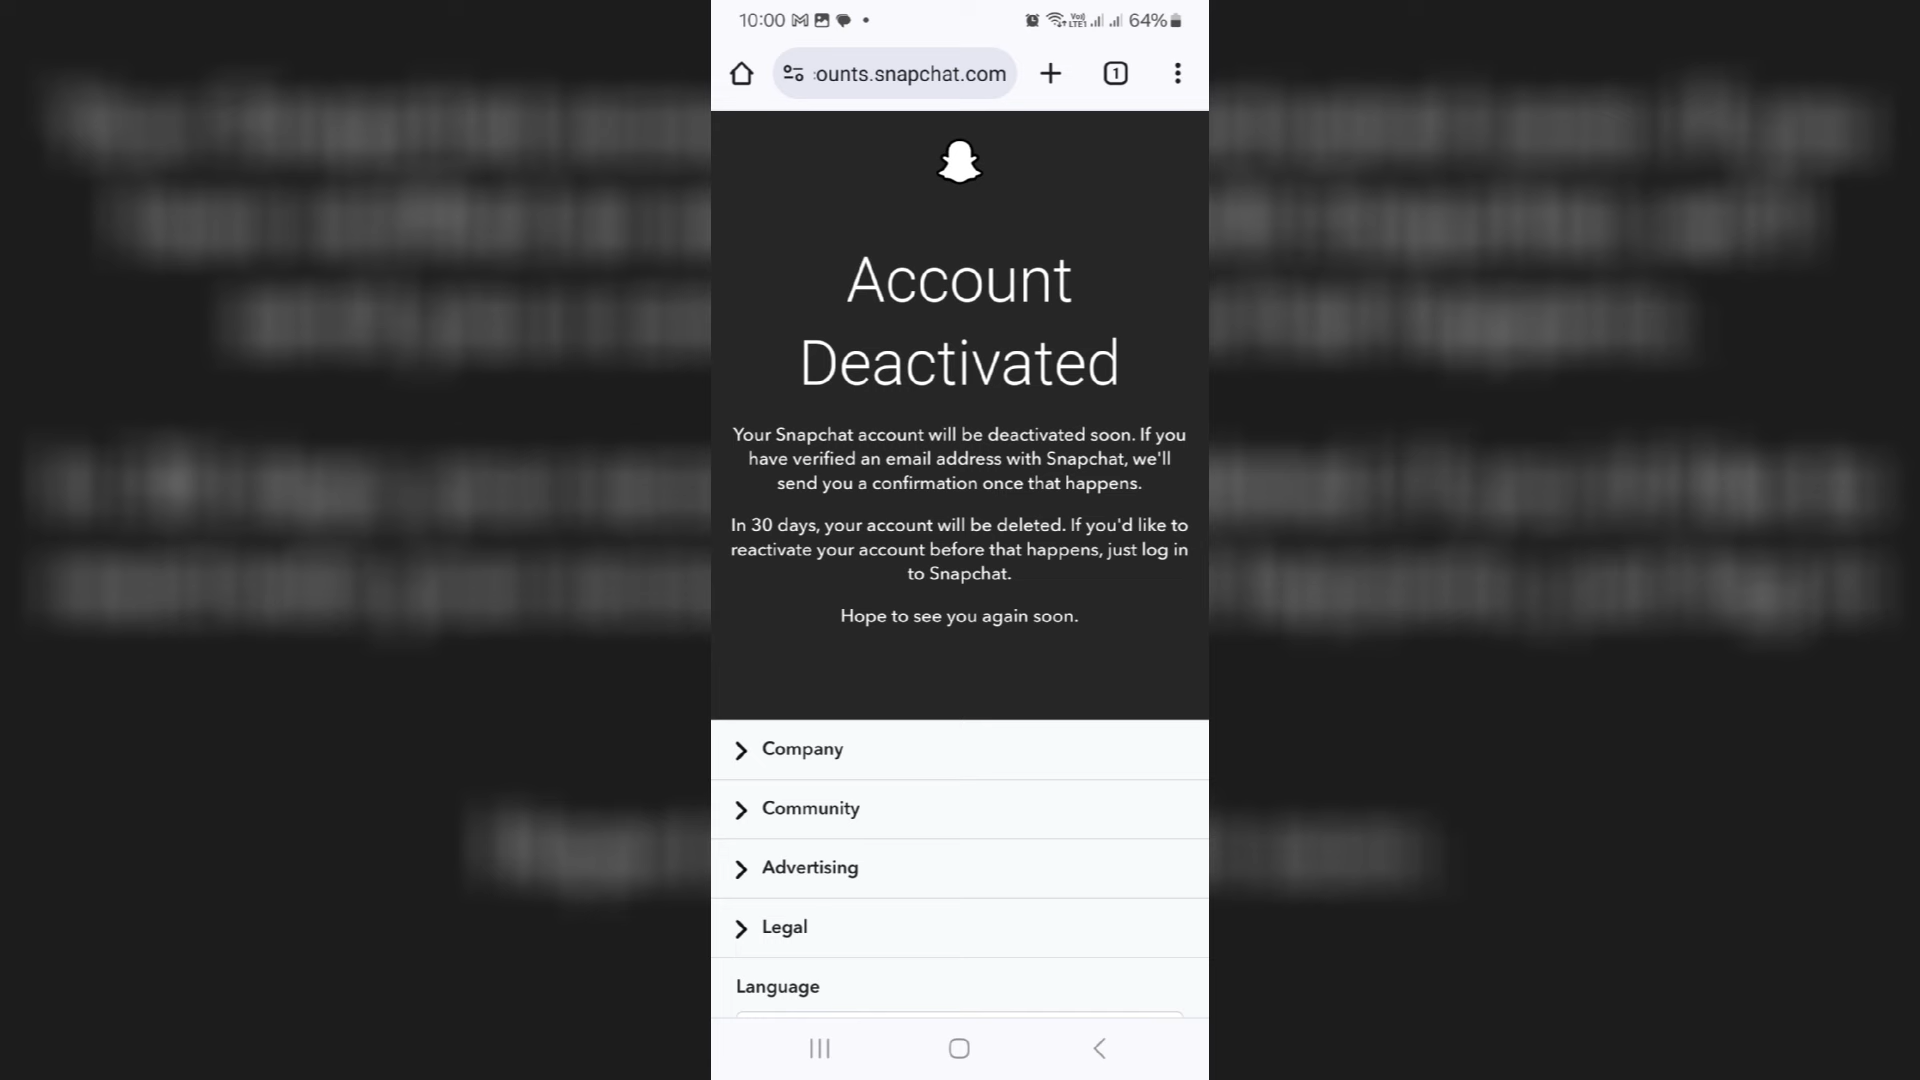 10:00
Vo) LTE1 64%
:ounts.snapchat.com
1
Account
Deactivated
Your Snapchat account will be deactivated soon. If you
have verified an email address with Snapchat, we'll
send you a confirmation once that happens.
In 30 days, your account will be deleted. If you'd like to
reactivate your account before that happens, just log in
to Snapchat.
Hope to see you again soon.
Company
Community
Advertising
Legal
Language